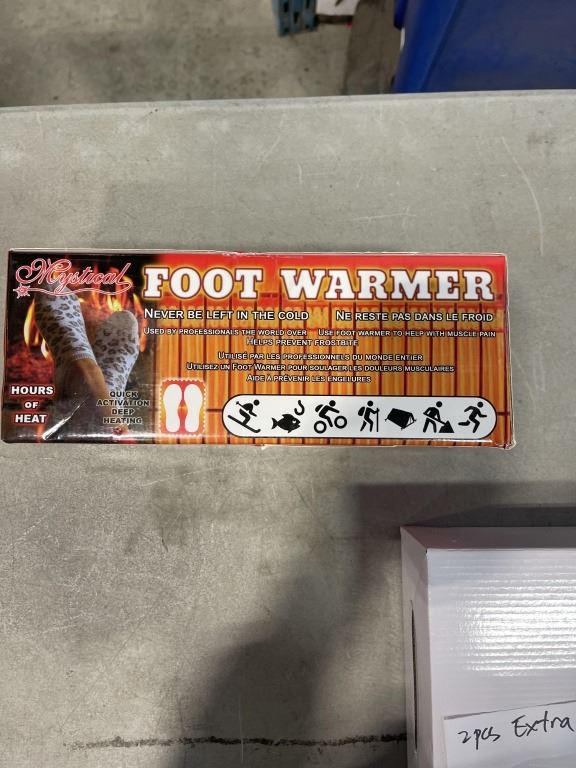 Mystical
FOOT WARMER
NEVER BE LEFT IN THE COLD
NE RESTE PAS DANS LE FROID
USED BY PROFESSIONALS THE WORLD OVER
USE FOOT WARMER TO HELP WITH MUSCLE PAIN
HELPS PREVENT FROSTBITE
UTILISÉ PAR LES PROFESSIONNELS DU MONDE ENTIER
UTILISEZ UN FOOT WARMER POUR SOULAGER LES DOULEURS MUSCULAIRES
AIDE À PRÉVENIR LES ENGELURES
HOURS
OF
HEAT
QUICK
ACTIVATION
DEEP
HEATING
2pcs Extra